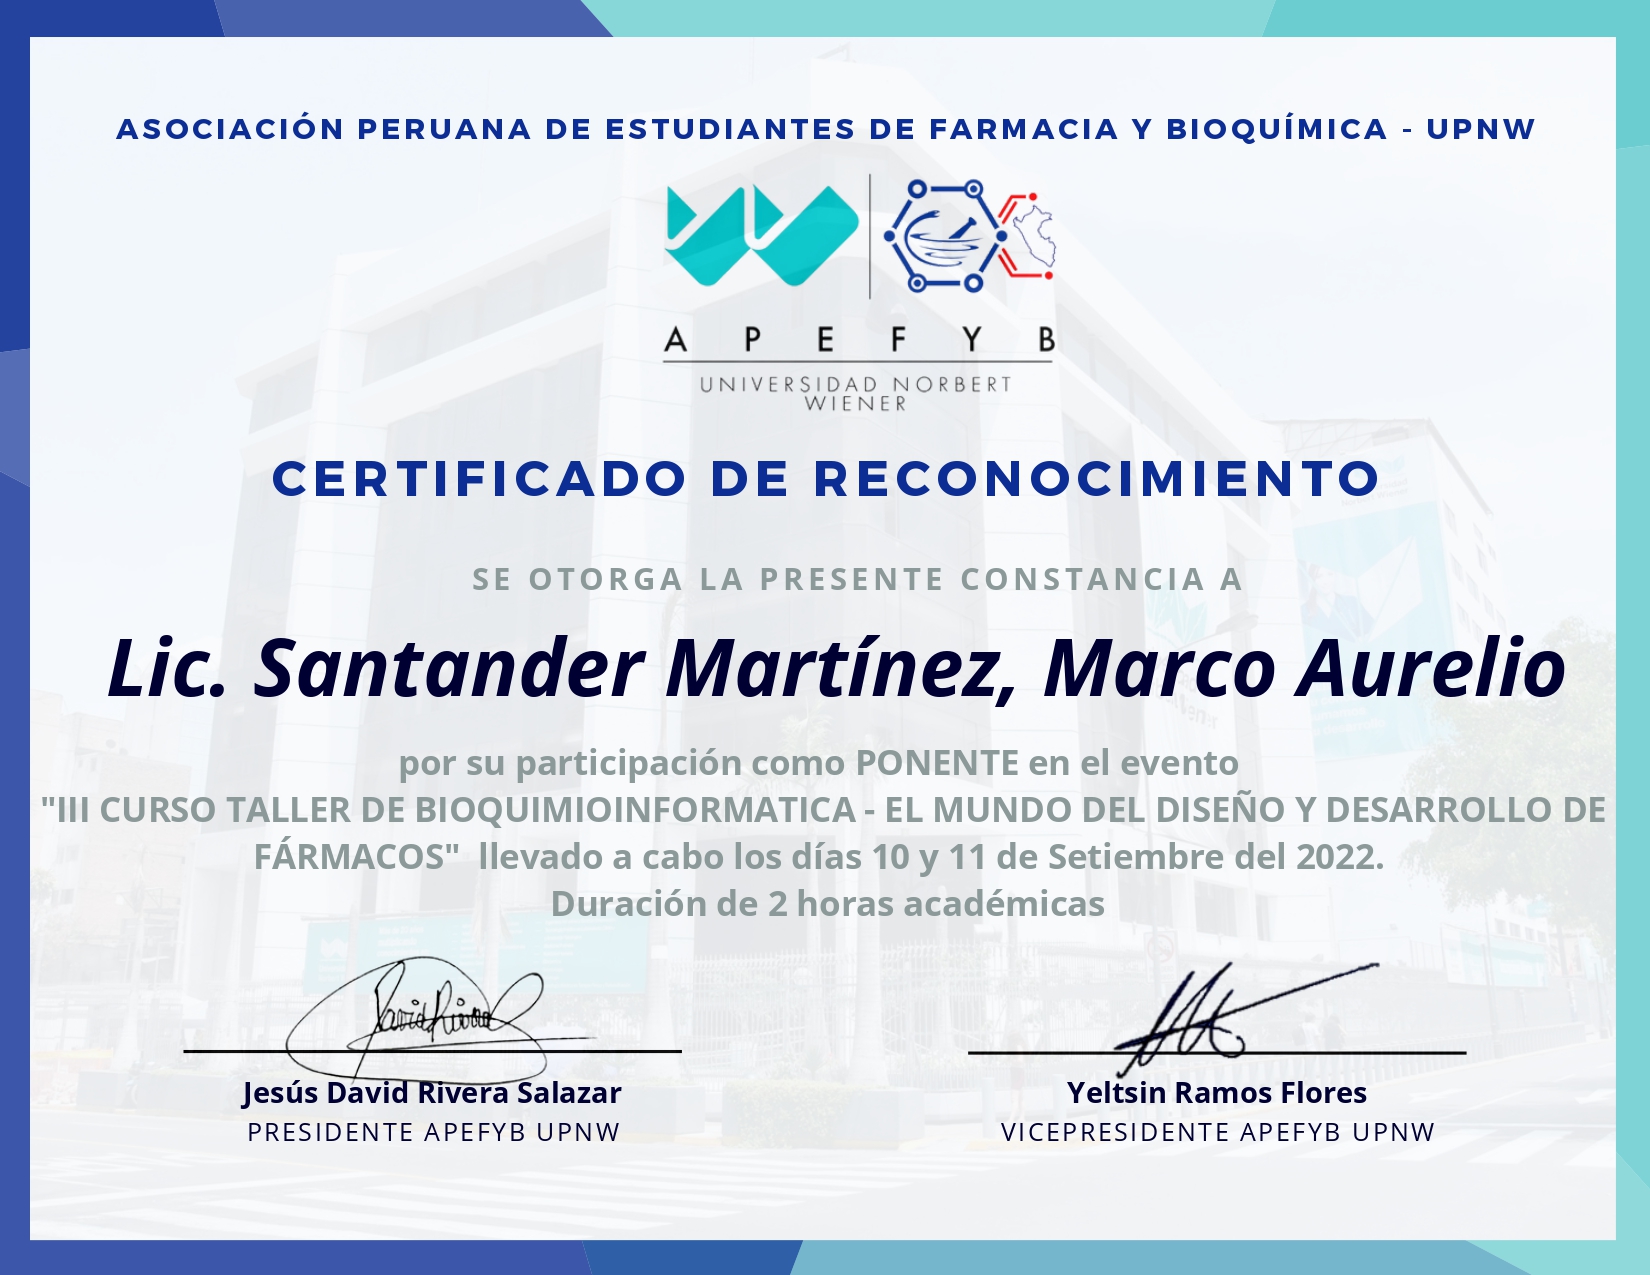 ASOCIACIÓN PERUANA DE ESTUDIANTES DE FARMACIA Y BIOQUÍMICA - UPNW
A P E F Y B
UNIVERSIDAD NORBERT
WIENER
CERTIFICADO DE RECONOCIMIENTO
SE OTORGA LA PRESENTE CONSTANCIA A
Lic. Santander Martínez, Marco Aurelio
por su participación como PONENTE en el evento
"III CURSO TALLER DE BIOQUIMIOINFORMATICA - EL MUNDO DEL DISEÑO Y DESARROLLO DE
FÁRMACOS" llevado a cabo los días 10 y 11 de Setiembre del 2022.
Duración de 2 horas académicas
Jesús David Rivera Salazar
PRESIDENTE APEFYB UPNW
Yeltsin Ramos Flores
VICEPRESIDENTE APEFYB UPNW